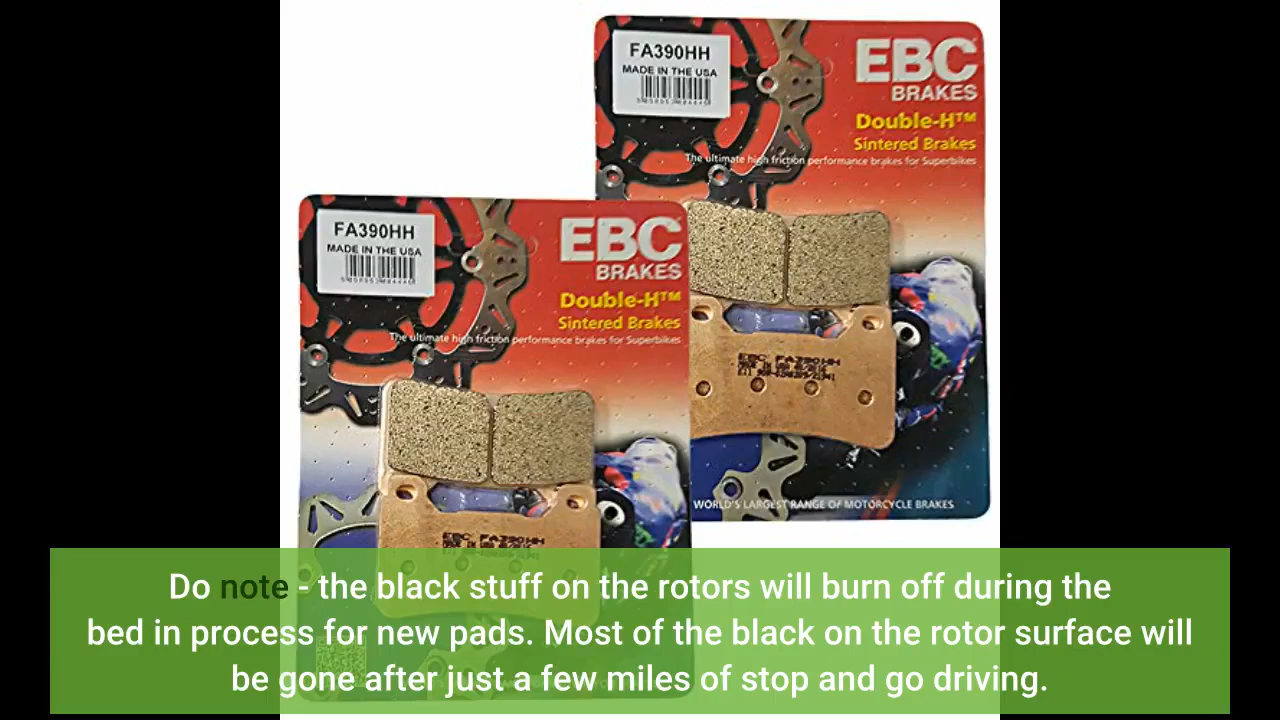 FA390HH
MADE IN THE USA
EBC
BRAKES
Double-H™
Sintered Brakes
The ultimate high friction performance brakes for Superbikes
EBC FA390HH
WORLD'S LARGEST RANGE OF MOTORCYCLE BRAKES
FA390HH
MADE IN THE USA
EBC
BRAKES
Double-H™
Sintered Brakes
The ultimate high friction performance brakes for Superbikes
EBC FA390HH
Do note - the black stuff on the rotors will burn off during the
bed in process for new pads. Most of the black on the rotor surface will
be gone after just a few miles of stop and go driving.